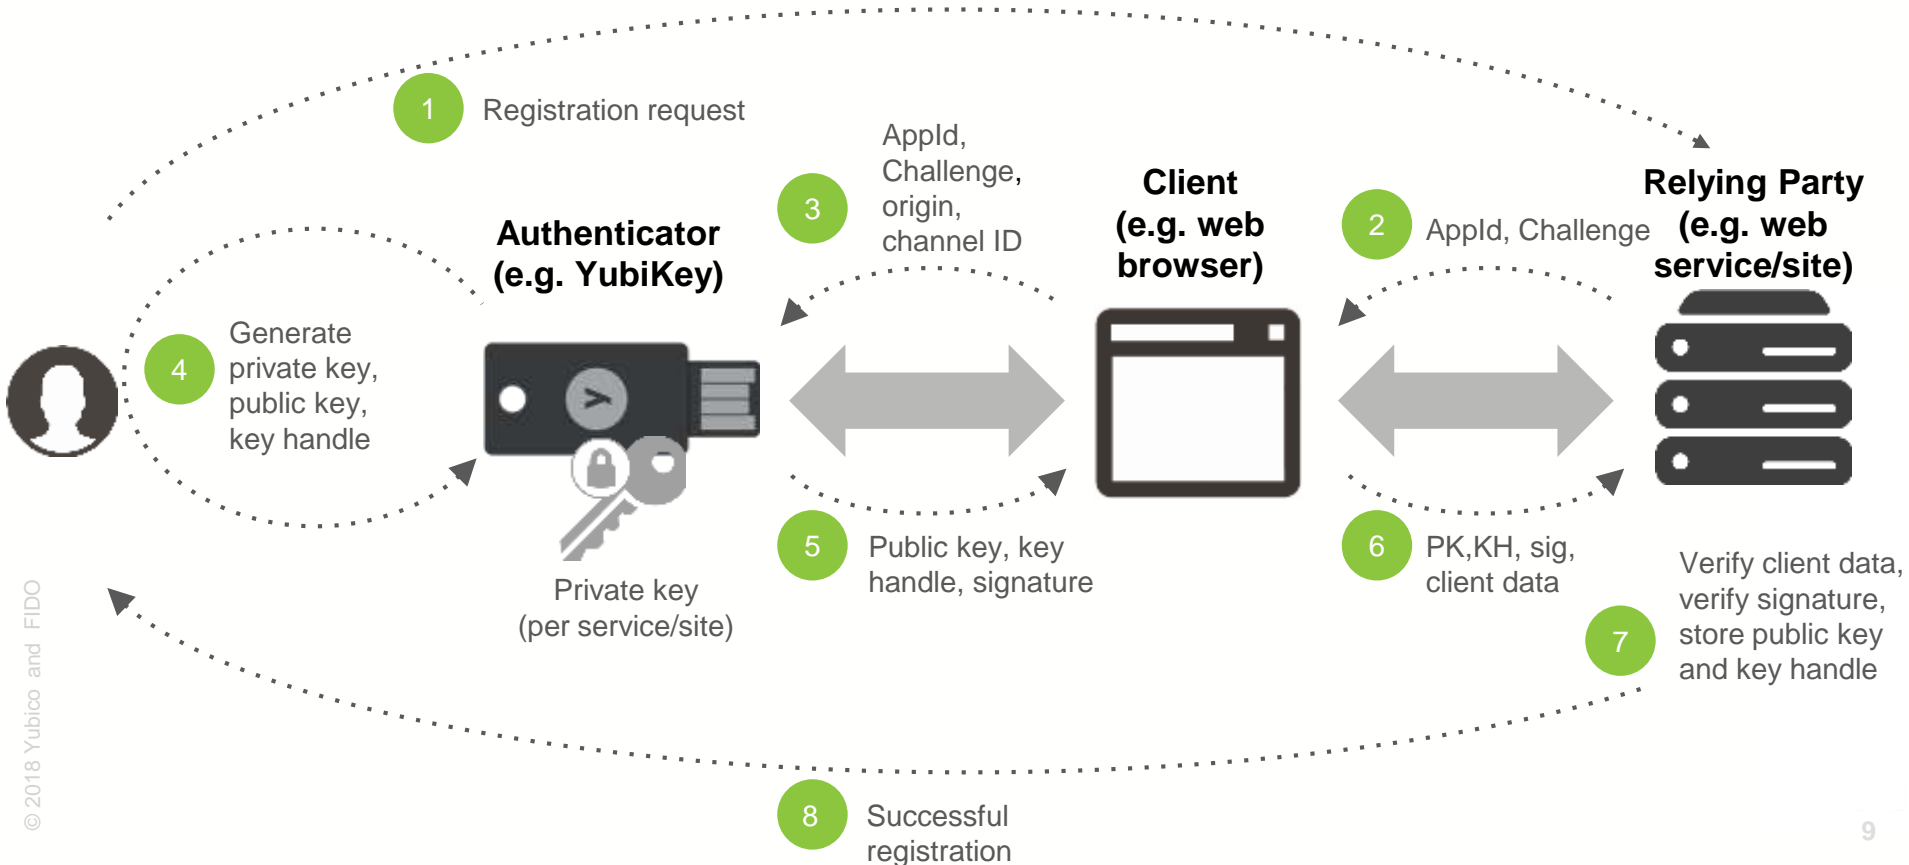 1
Registration request
AppId,
Challenge,
origin,
channel ID
3
Client
(e.g. web
browser)
2
AppId, Challenge
Relying Party
(e.g. web
service/site)
Authenticator
(e.g. YubiKey)
4
Generate
private key,
public key,
key handle
y
Private key
(per service/site)
5
Public key, key
handle, signature
6
PK,KH, sig,
client data
7
Verify client data,
verify signature,
store public key
and key handle
8
Successful
registration
© 2018 Yubico and FIDO
9